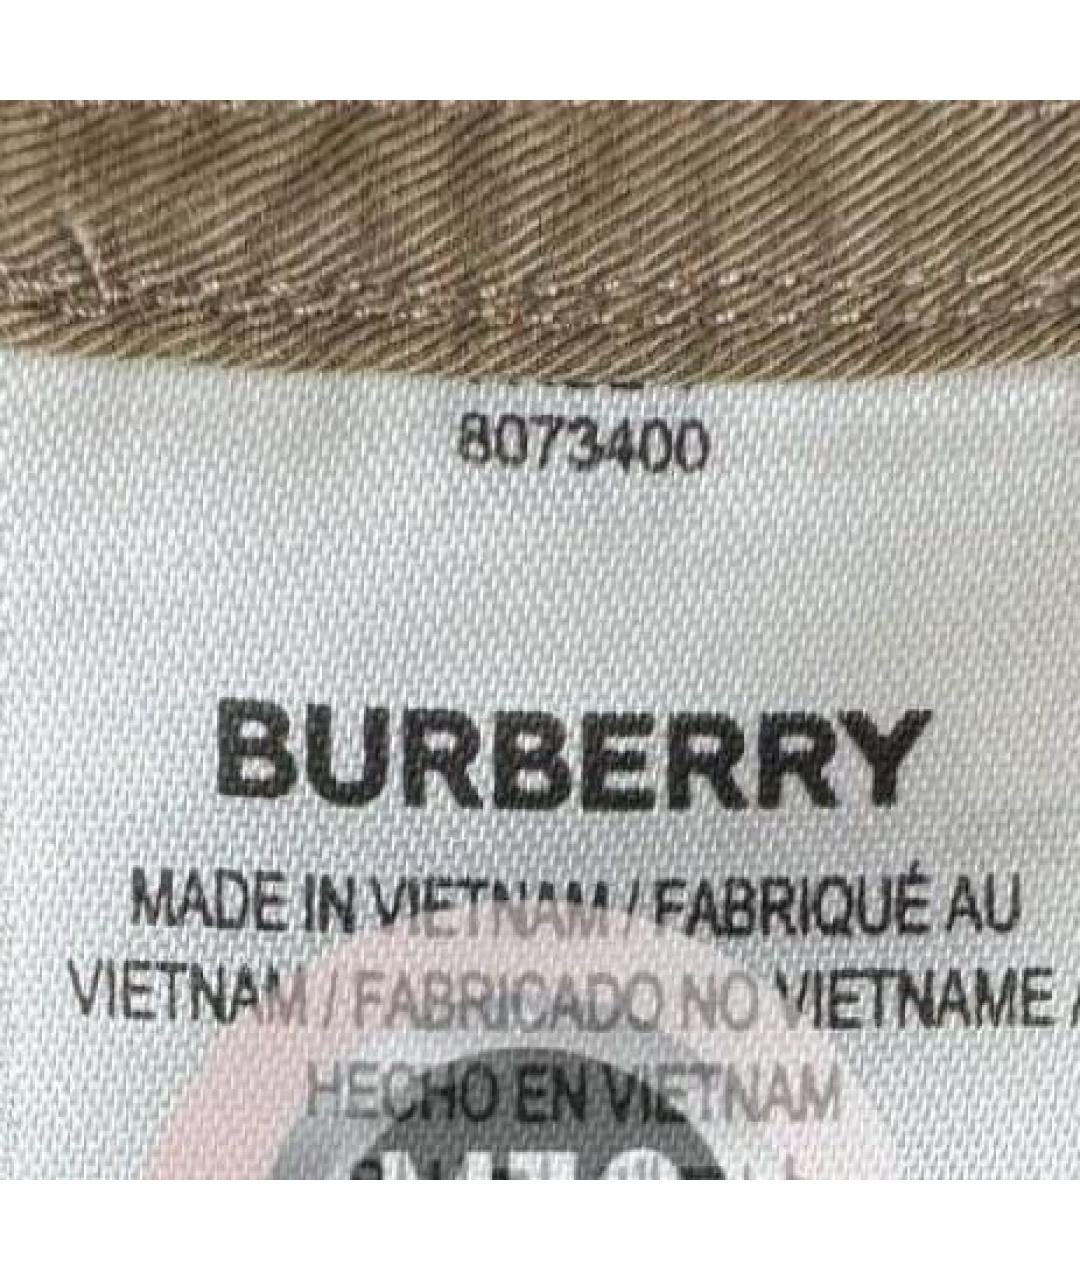 8073400
BURBERRY
MADE IN VIETNAM / FABRIQUÉ AU
VIETNAM / FABRICADO NO VIETNAME /
HECHO EN VIETNAM